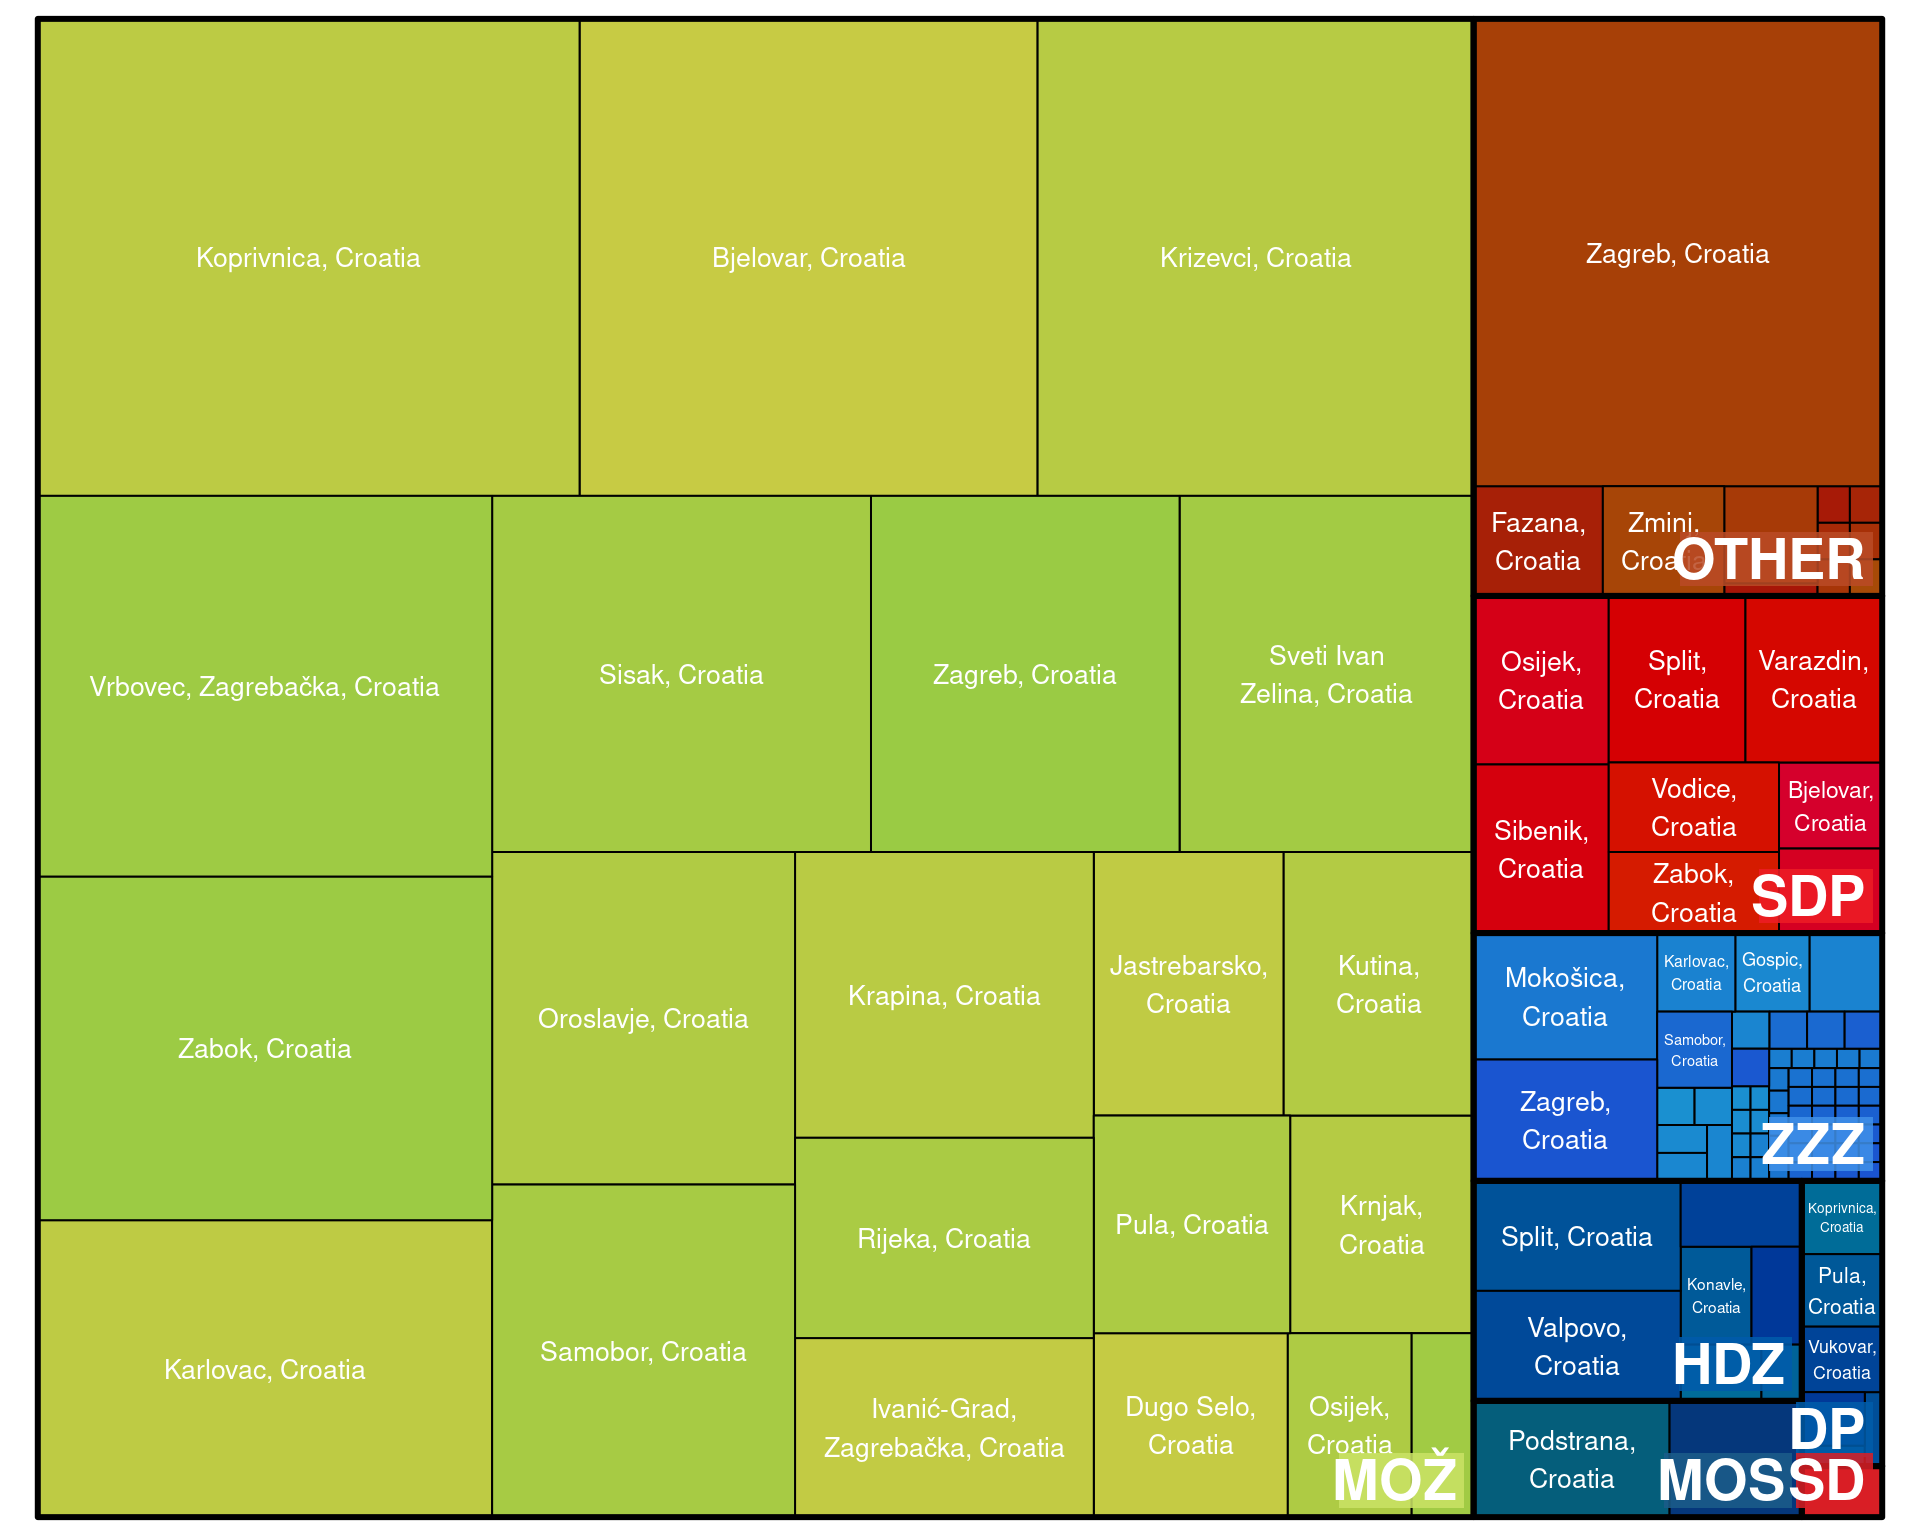 Koprivnica, Croatia
Bjelovar, Croatia
Krizevci, Croatia
Vrbovec, Zagrebačka, Croatia
Sisak, Croatia
Zagreb, Croatia
Sveti Ivan
Zelina, Croatia
Zabok, Croatia
Oroslavje, Croatia
Krapina, Croatia
Jastrebarsko,
Croatia
Kutina,
Croatia
Karlovac, Croatia
Samobor, Croatia
Rijeka, Croatia
Pula, Croatia
Krnjak,
Croatia
Ivanić-Grad,
Zagrebačka, Croatia
Dugo Selo,
Croatia
Osijek,
Croatia
MOŽ
Zagreb, Croatia
Fazana,
Croatia
Zmini,
Croatia
OTHER
Osijek,
Croatia
Split,
Croatia
Varazdin,
Croatia
Sibenik,
Croatia
Vodice,
Croatia
Bjelovar,
Croatia
Zabok,
Croatia
SDP
Mokošica,
Croatia
Karlovac,
Croatia
Gospic,
Croatia
Samobor,
Croatia
Zagreb,
Croatia
ZZZ
Split, Croatia
Konavle,
Croatia
Valpovo,
Croatia
HDZ
Koprivnica,
Croatia
Pula,
Croatia
Vukovar,
Croatia
DP
Podstrana,
Croatia
MOS
SD